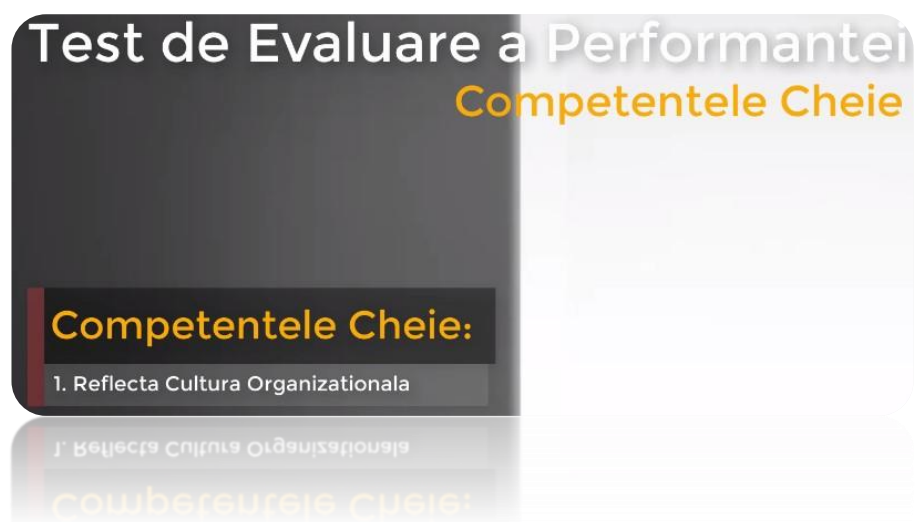 Test de Evaluare a Performantei
Competentele Cheie
Competentele Cheie:
1. Reflecta Cultura Organizationala